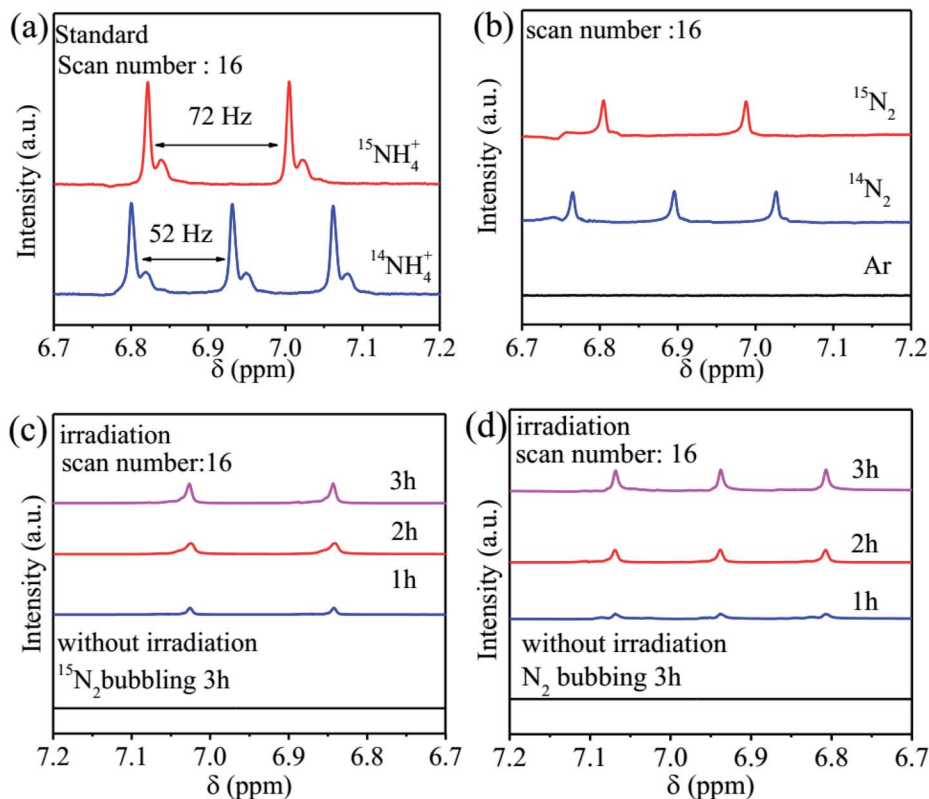 (a)
Standard
Scan number : 16
72 Hz
¹⁵NH₄⁺
52 Hz
¹⁴NH₄⁺
Intensity (a.u.)
6.7 6.8 6.9 7.0 7.1 7.2
δ (ppm)
(b)
scan number :16
¹⁵N₂
¹⁴N₂
Ar
Intensity (a.u.)
6.7 6.8 6.9 7.0 7.1 7.2
δ (ppm)
(c)
irradiation
scan number:16
3h
2h
1h
without irradiation
¹⁵N₂bubbling 3h
Intensity (a.u.)
7.2 7.1 7.0 6.9 6.8 6.7
δ (ppm)
(d)
irradiation
scan number: 16
3h
2h
1h
without irradiation
N₂ bubbing 3h
Intensity (a.u.)
7.2 7.1 7.0 6.9 6.8 6.7
δ (ppm)